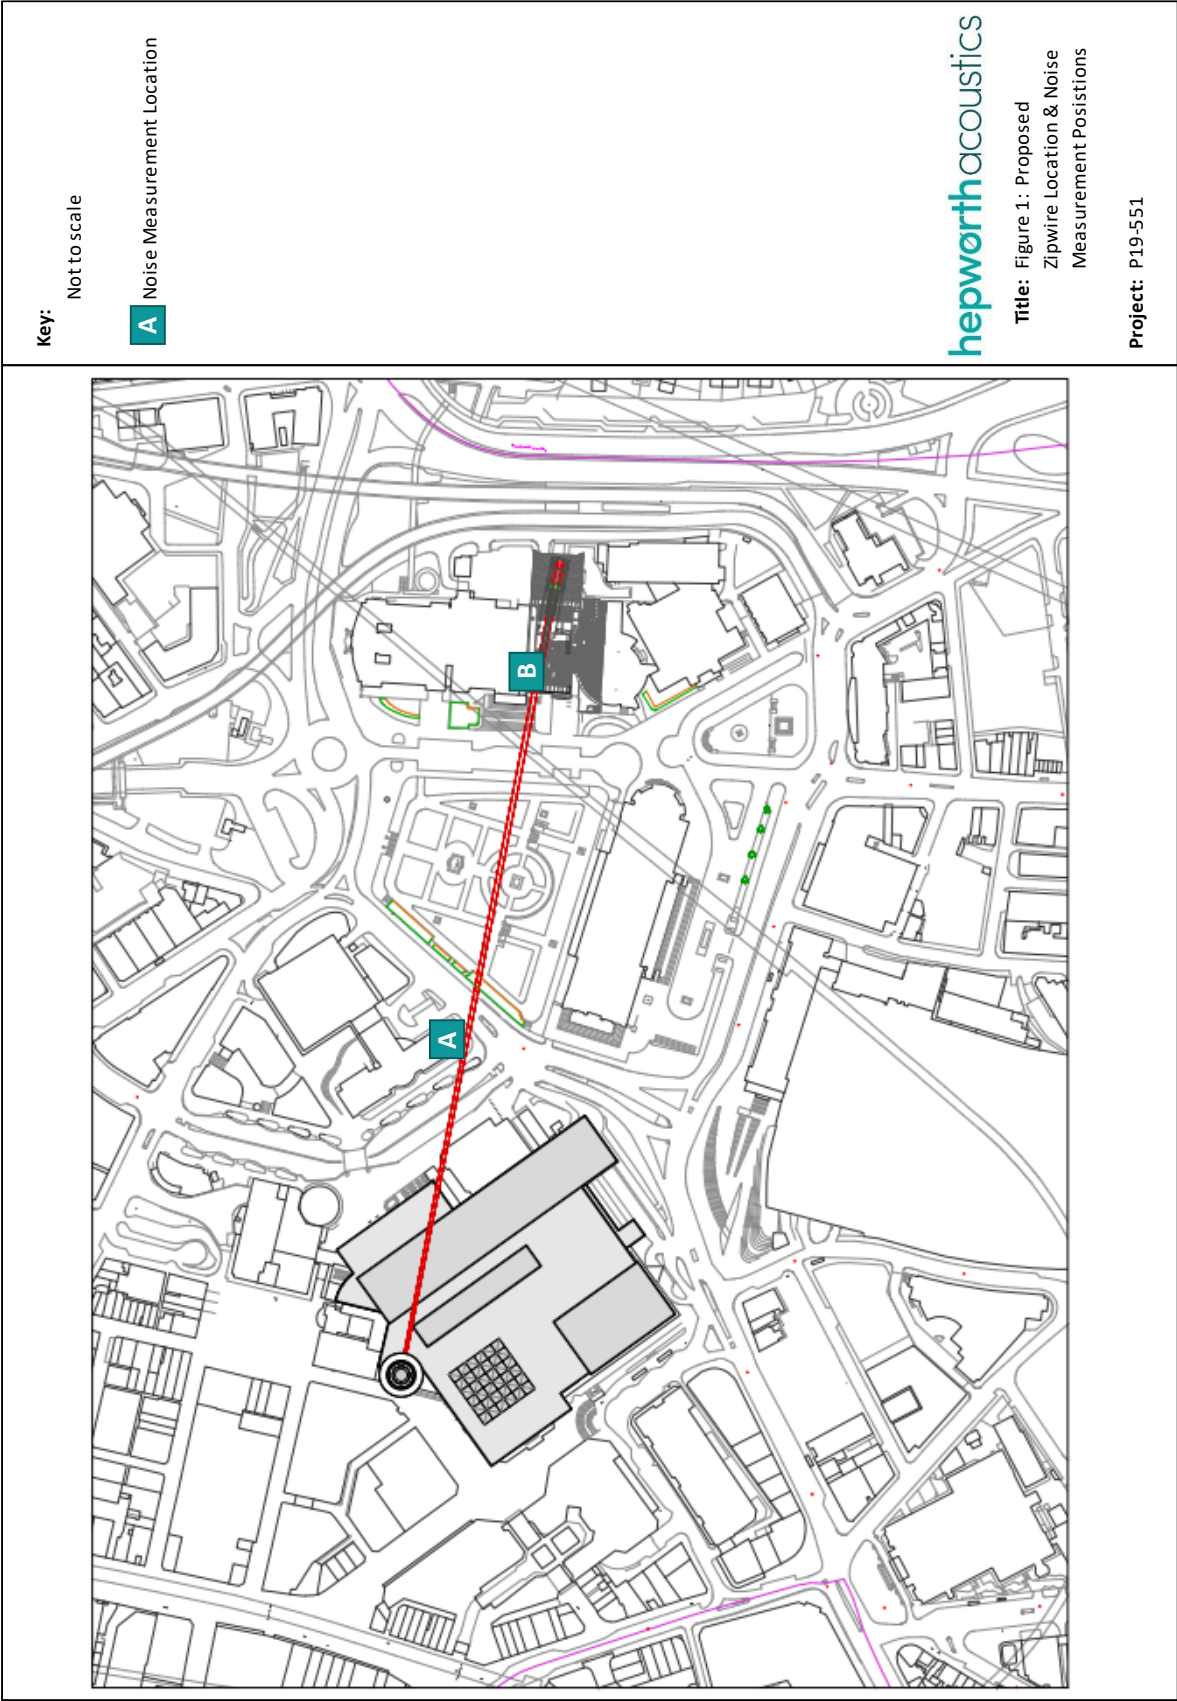 Key:
Not to scale
A Noise Measurement Location
hepworthacoustics
Title: Figure 1: Proposed
Zipwire Location & Noise
Measurement Posistions
Project: P19-551
A
B